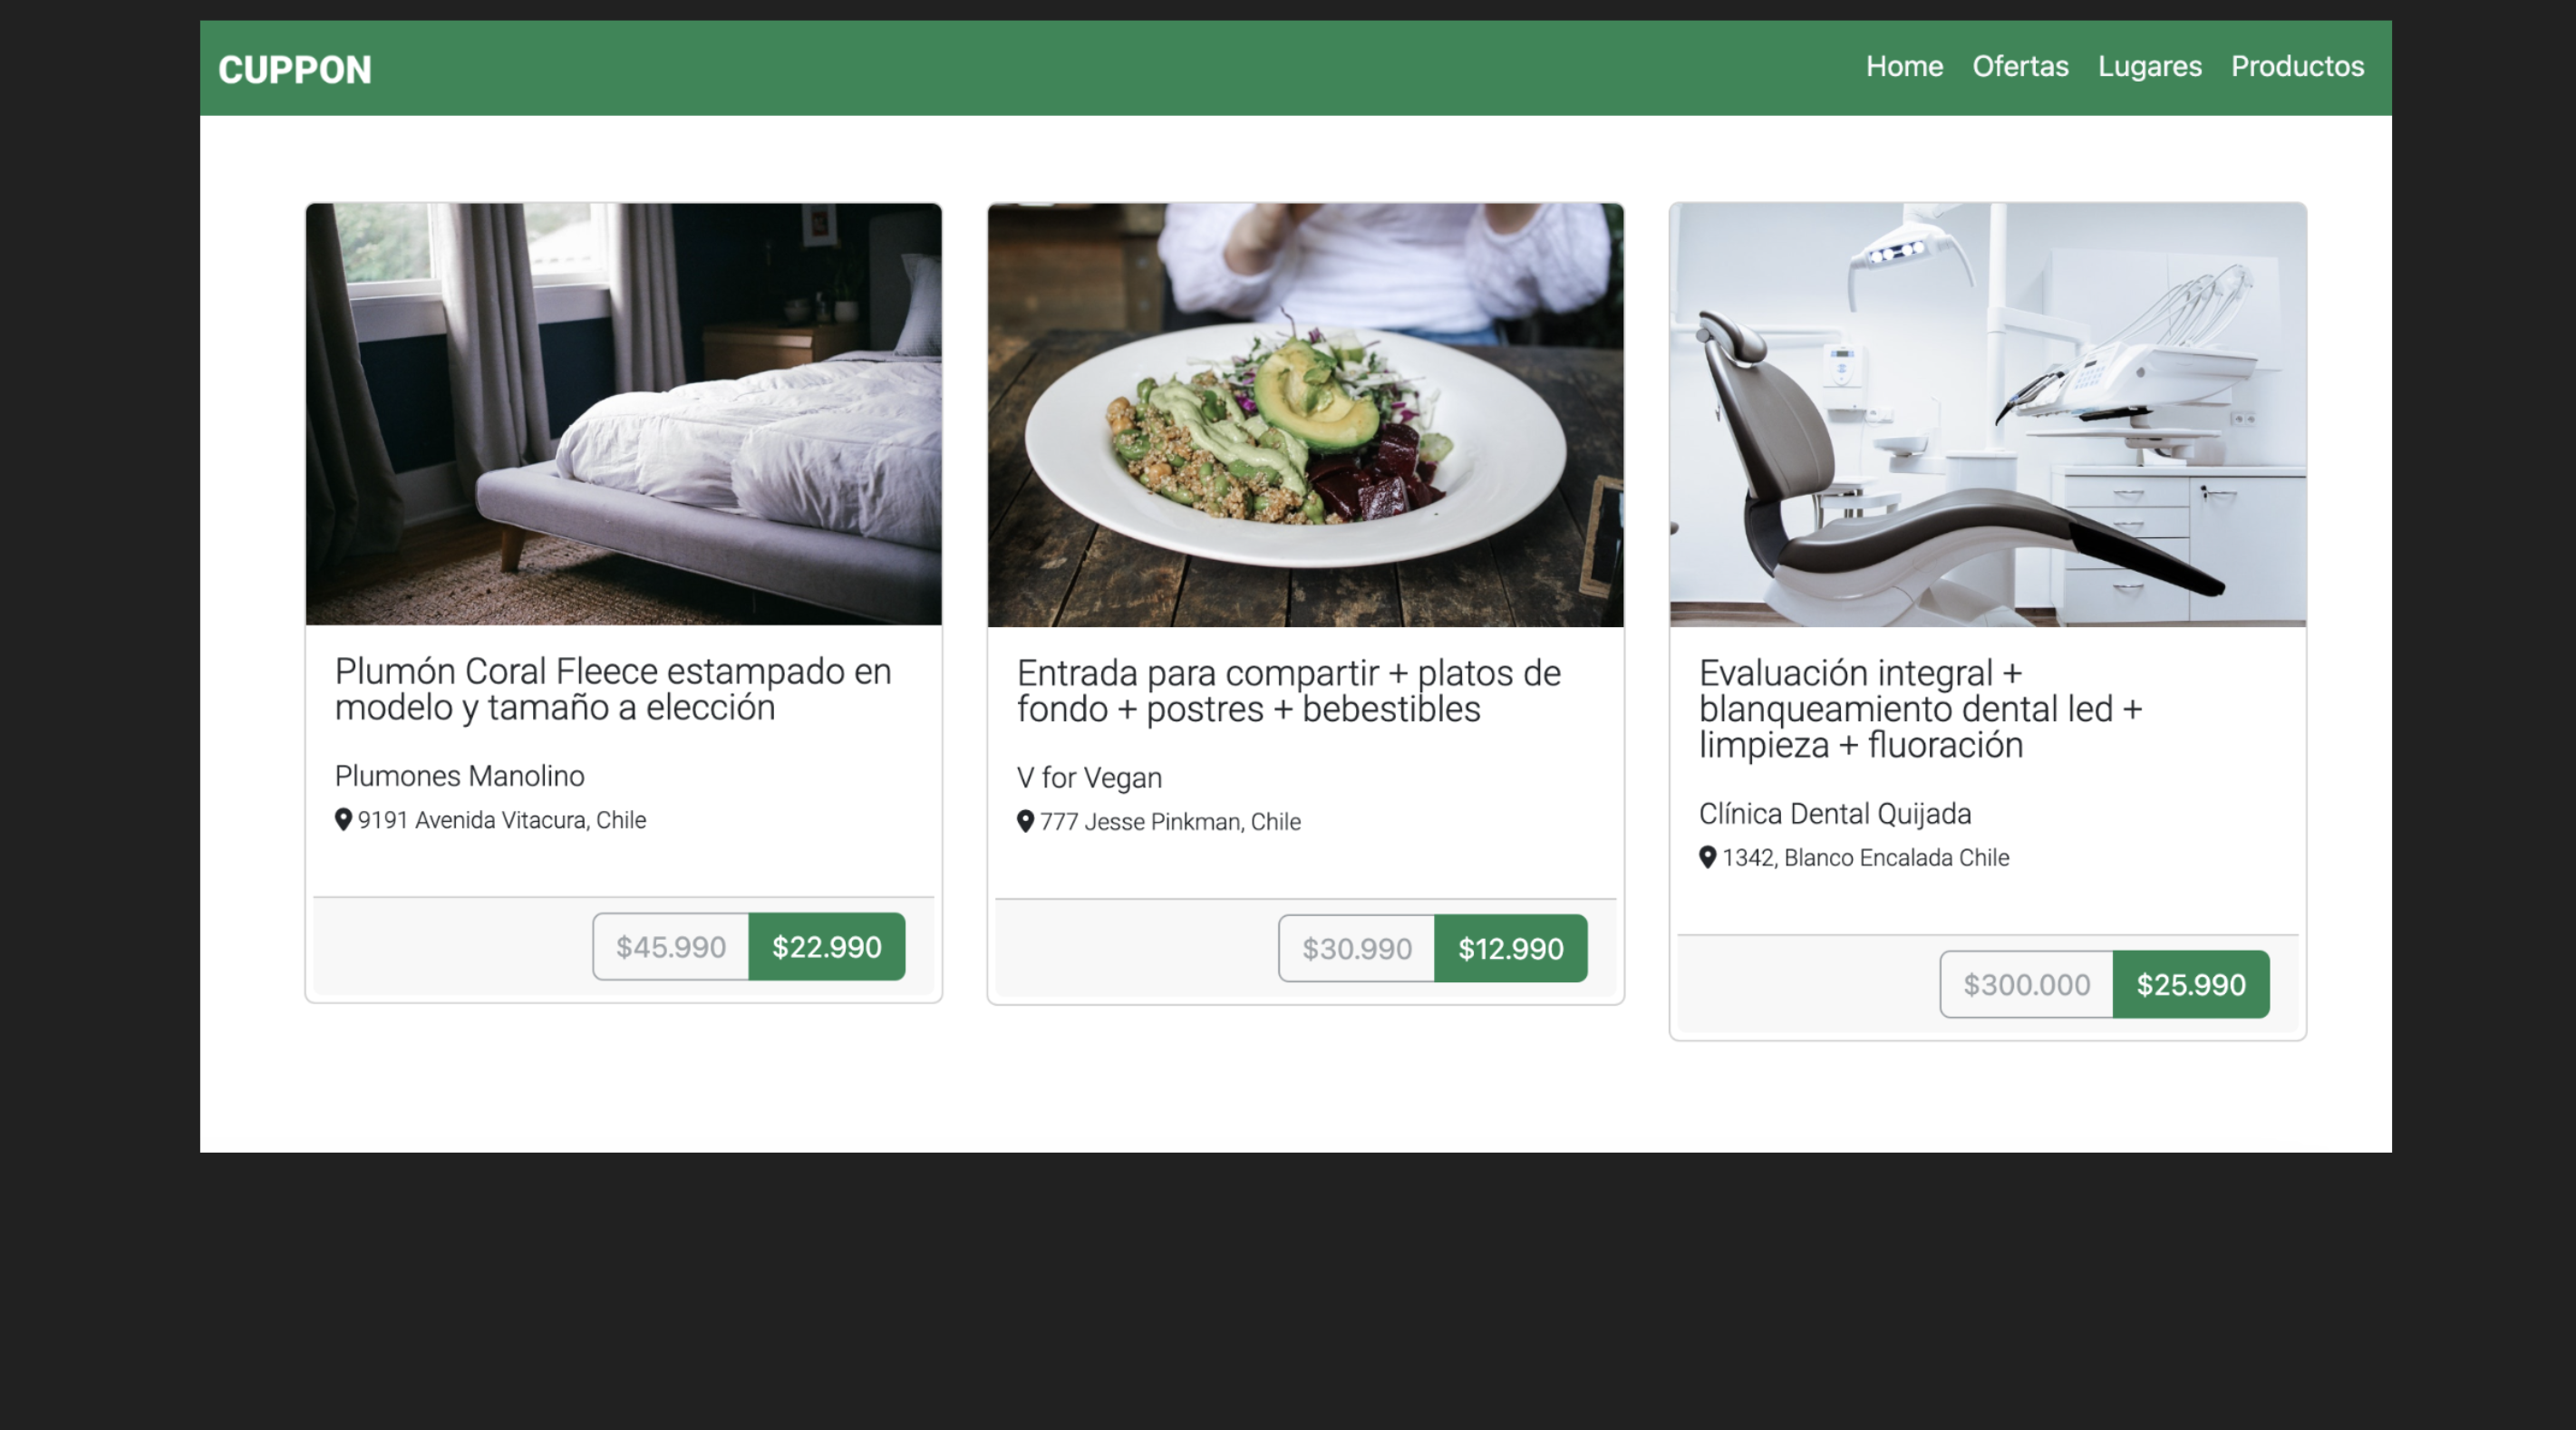 CUPPON
Home Ofertas Lugares Productos
Plumón Coral Fleece estampado en
modelo y tamaño a elección
Plumones Manolino
9191 Avenida Vitacura, Chile
$45.990 $22.990
Entrada para compartir + platos de
fondo + postres + bebestibles
V for Vegan
777 Jesse Pinkman, Chile
$30.990 $12.990
Evaluación integral +
blanqueamiento dental led +
limpieza + fluoración
Clínica Dental Quijada
1342, Blanco Encalada Chile
$300.000 $25.990